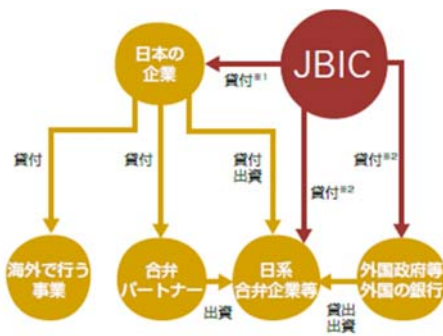 日本の
企業
JBIC
貸付※1
貸付
貸付
貸付
出資
貸付※2
貸付※2
海外で行う
事業
合弁
パートナー
出資
日系
合弁企業等
貸出
出資
外国政府等
外国の銀行